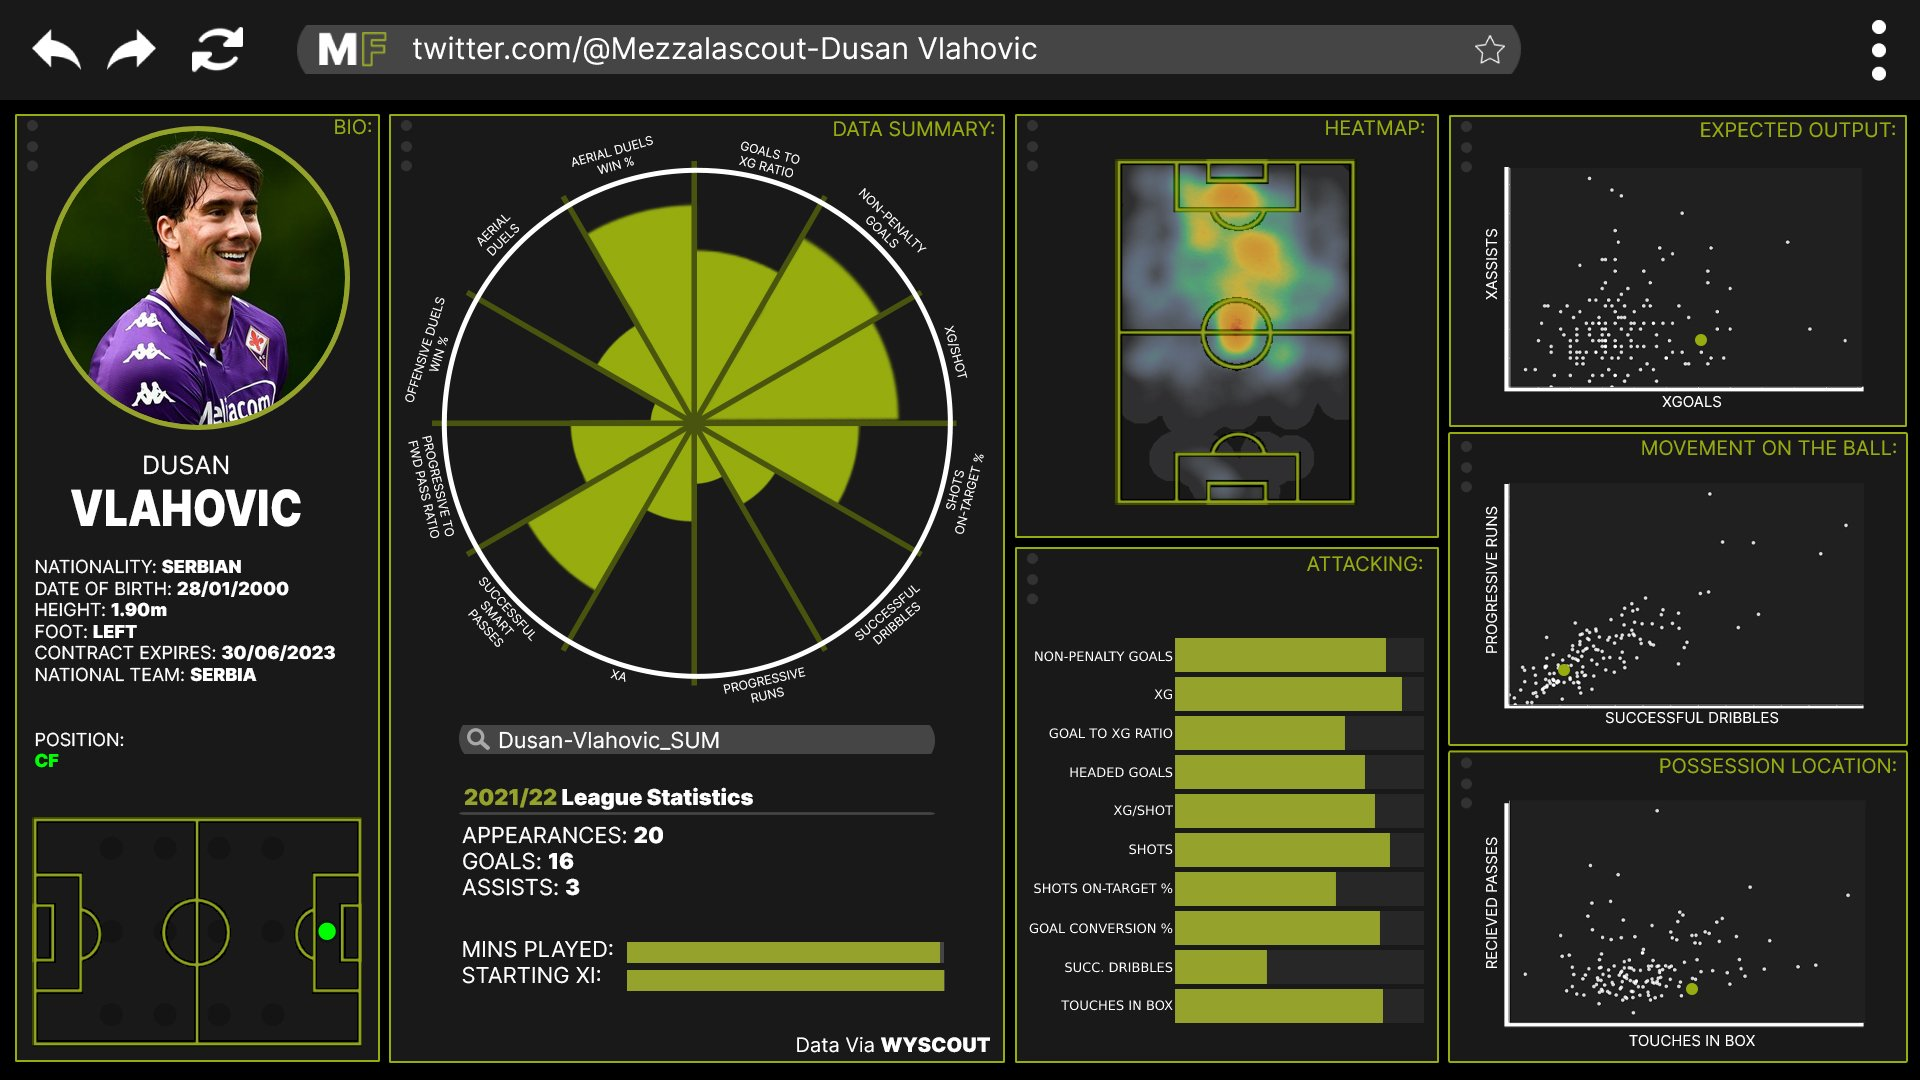 MF twitter.com/@Mezzalascout-Dusan Vlahovic
BIO:
Mediacom
DUSAN
VLAHOVIC
NATIONALITY: SERBIAN
DATE OF BIRTH: 28/01/2000
HEIGHT: 1.90m
FOOT: LEFT
CONTRACT EXPIRES: 30/06/2023
NATIONAL TEAM: SERBIA
POSITION:
CF
DATA SUMMARY:
AERIAL DUELS
WIN %
GOALS TO
XG RATIO
NON-PENALTY
GOALS
XG/SHOT
SHOTS
ON-TARGET %
SUCCESSFUL
DRIBBLES
PROGRESSIVE
RUNS
XA
SUCCESSFUL
SMART
PASSES
PROGRESSIVE TO
FWD PASS RATIO
OFFENSIVE DUELS
WIN %
AERIAL
DUELS
Dusan-Vlahovic_SUM
2021/22 League Statistics
APPEARANCES: 20
GOALS: 16
ASSISTS: 3
MINS PLAYED:
STARTING XI:
Data Via WYSCOUT
HEATMAP:
ATTACKING:
NON-PENALTY GOALS
XG
GOAL TO XG RATIO
HEADED GOALS
XG/SHOT
SHOTS
SHOTS ON-TARGET %
GOAL CONVERSION %
SUCC. DRIBBLES
TOUCHES IN BOX
EXPECTED OUTPUT:
XASSISTS
XGOALS
MOVEMENT ON THE BALL:
PROGRESSIVE RUNS
SUCCESSFUL DRIBBLES
POSSESSION LOCATION:
RECIEVED PASSES
TOUCHES IN BOX